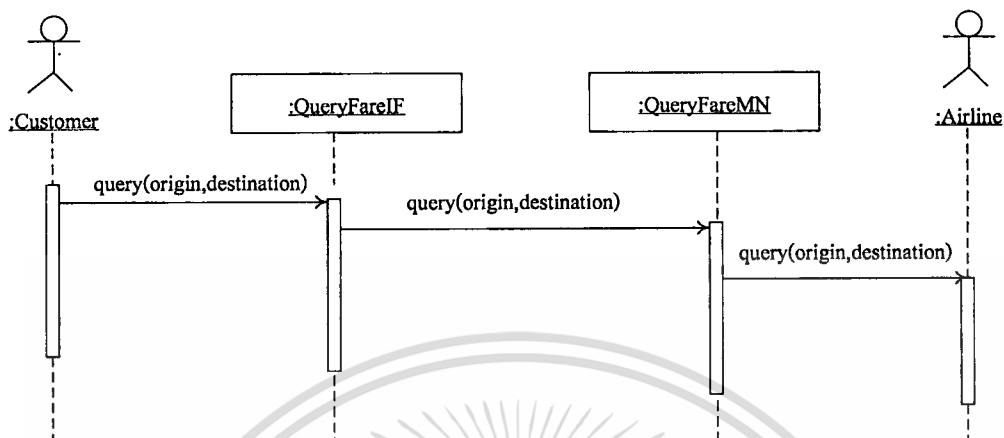 :Customer
:QueryFareIF
:QueryFareMN
:Airline
query(origin,destination)
query(origin,destination)
query(origin,destination)